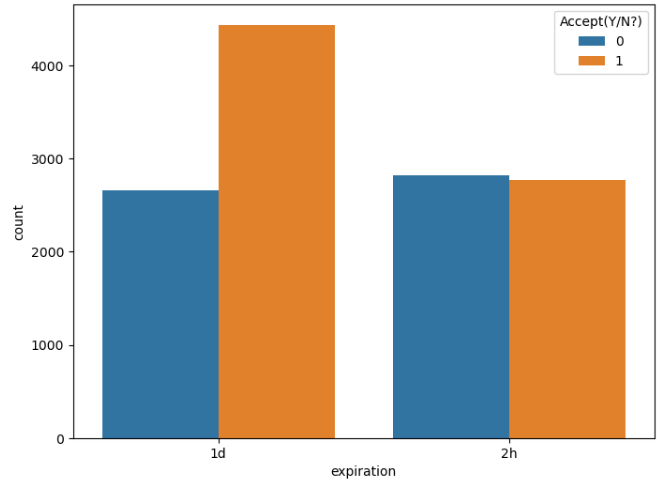 Accept(Y/N?)
0
1
4000
3000
2000
1000
0
count
1d
2h
expiration